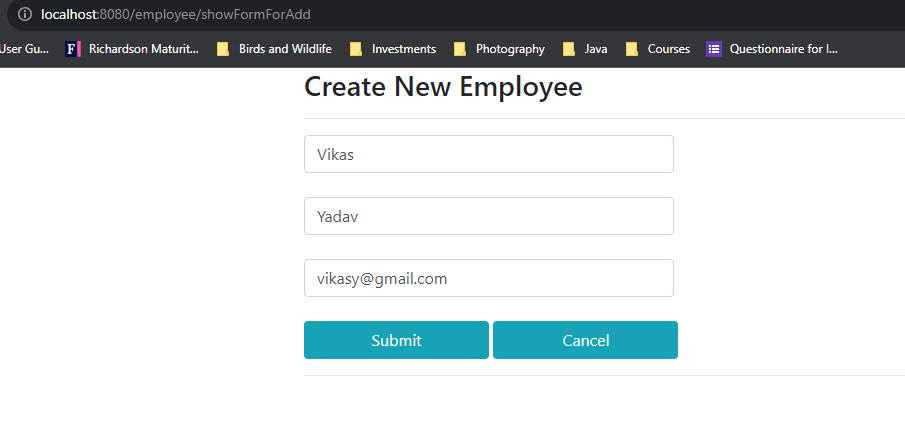 localhost:8080/employee/showFormForAdd
User Gu... Richardson Maturit... Birds and Wildlife Investments Photography Java Courses Questionnaire for I...
Create New Employee
Vikas
Yadav
vikasy@gmail.com
Submit Cancel